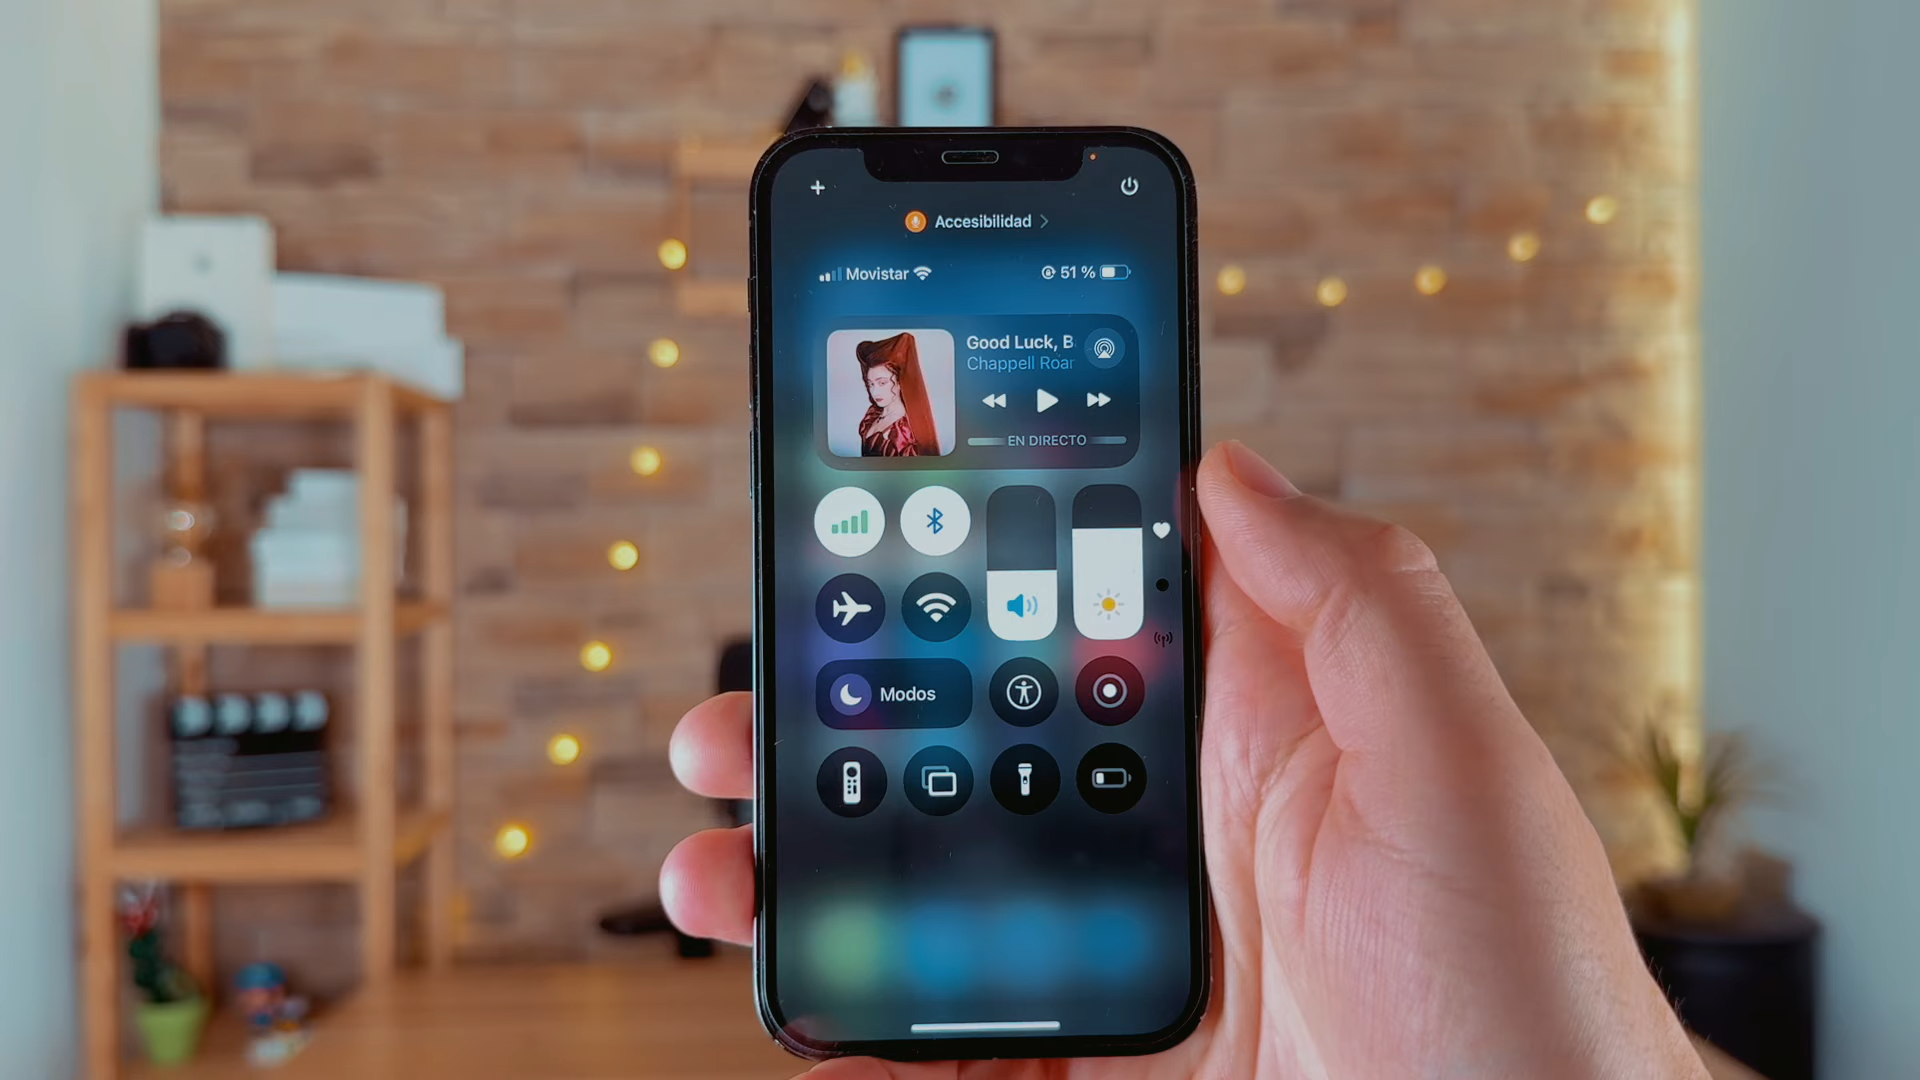 Accesibilidad
Movistar
51 %
Good Luck, B
Chappell Roar
EN DIRECTO
Modos